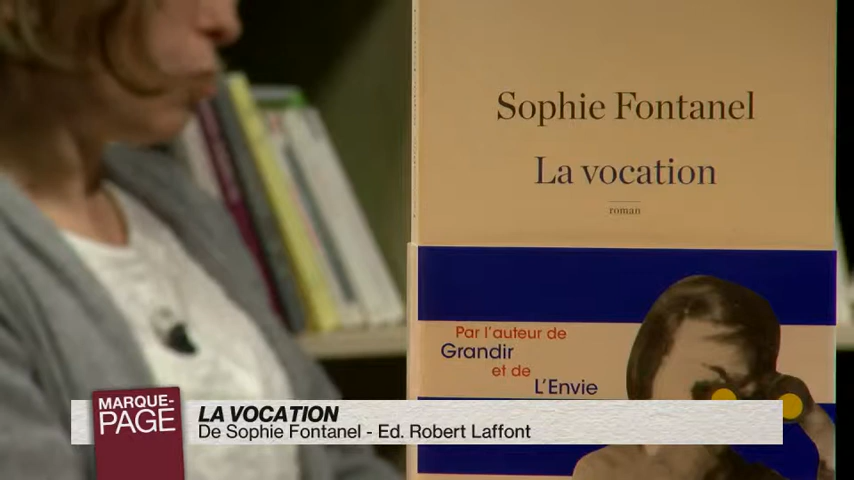 Sophie Fontanel
La vocation
roman
Par l'auteur de
Grandir
et de
L'Envie
MARQUE-
PAGE
LA VOCATION
De Sophie Fontanel - Ed. Robert Laffont